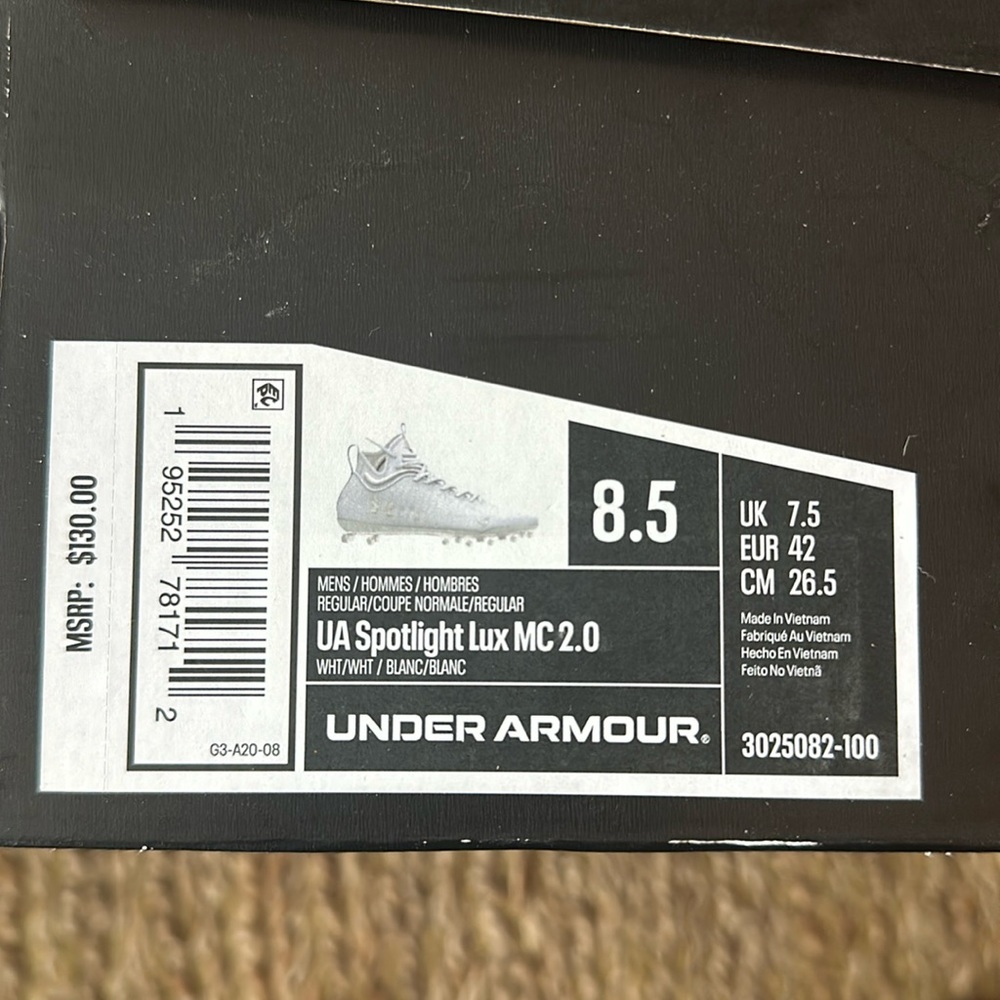 MSRP: $130.00
1 95252 78171 2
G3-A20-08
8.5
MENS / HOMMES / HOMBRES
REGULAR/COUPE NORMALE/REGULAR
UA Spotlight Lux MC 2.0
WHT/WHT / BLANC/BLANC
UNDER ARMOUR®
UK 7.5
EUR 42
CM 26.5
Made In Vietnam
Fabriqué Au Vietnam
Hecho En Vietnam
Feito No Vietnã
3025082-100